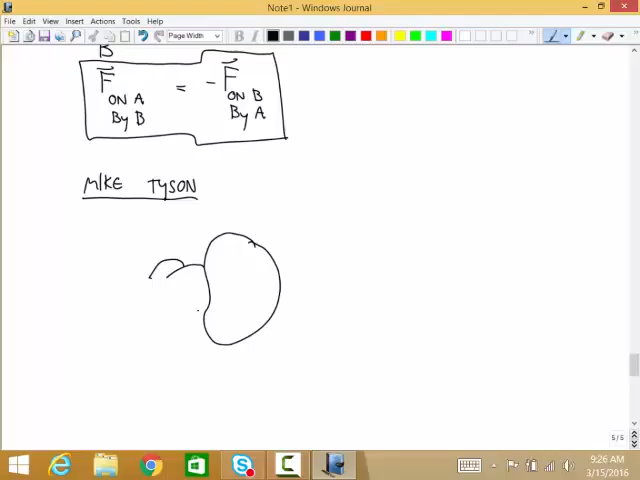 Note1 - Windows Journal
File Edit View Insert Actions Tools Help
Page Width
B
F = - F
ON A ON B
By B By A
MIKE TYSON
5/5
9:26 AM
3/15/2016